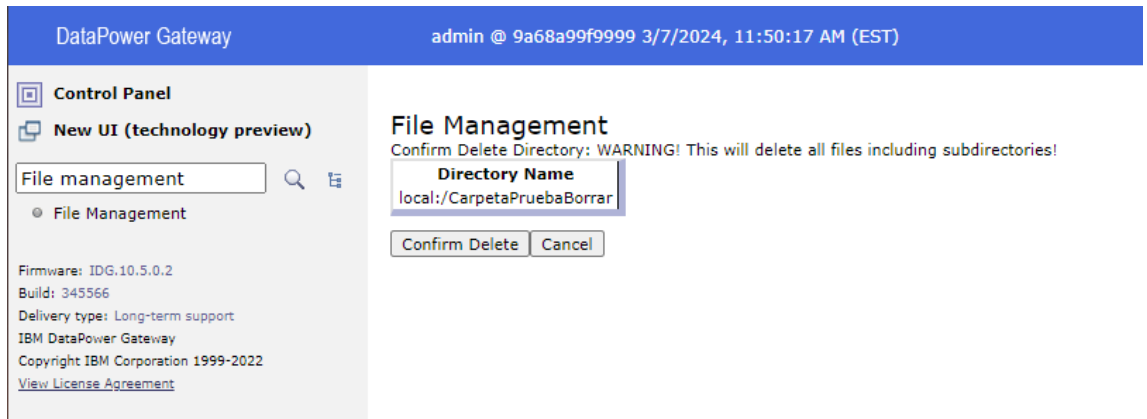 DataPower Gateway
admin @ 9a68a99f9999 3/7/2024, 11:50:17 AM (EST)
Control Panel
New UI (technology preview)
File management
File Management
Firmware: IDG.10.5.0.2
Build: 345566
Delivery type: Long-term support
IBM DataPower Gateway
Copyright IBM Corporation 1999-2022
View License Agreement
File Management
Confirm Delete Directory: WARNING! This will delete all files including subdirectories!
Directory Name
local:/CarpetaPruebaBorrar
Confirm Delete
Cancel